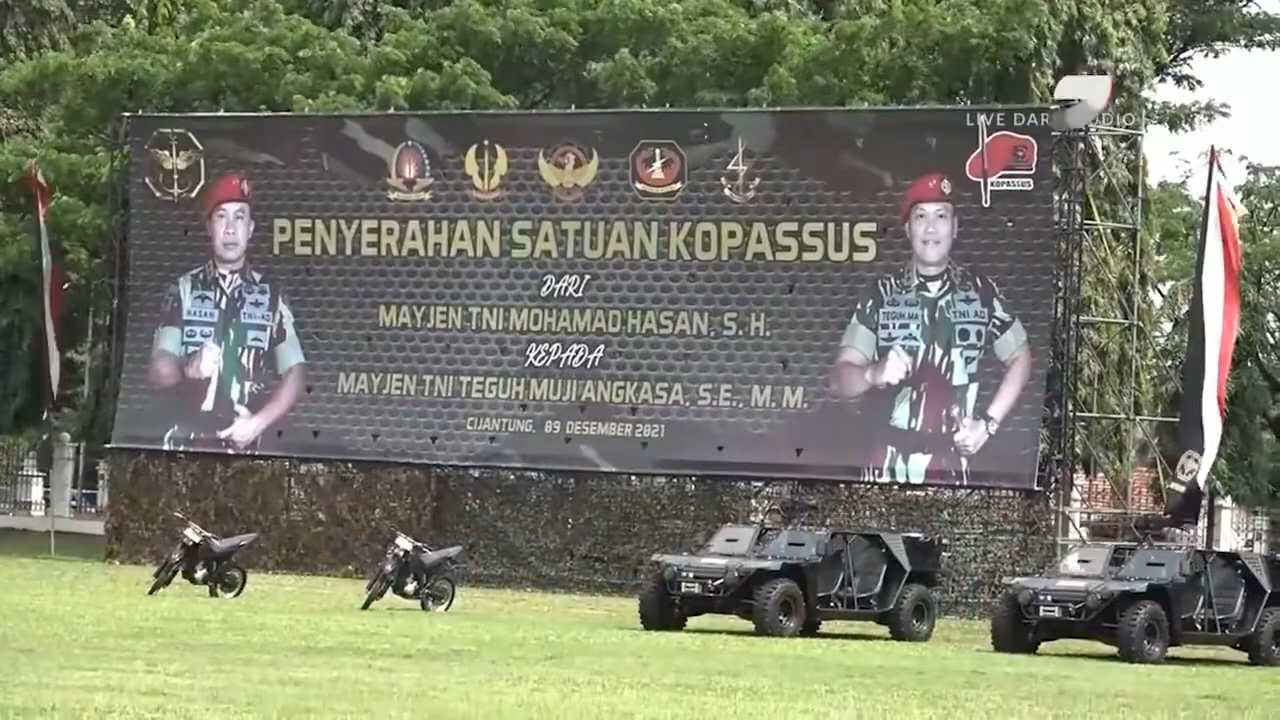 LIVE DARI STUDIO
KOPASSUS
PENYERAHAN SATUAN KOPASSUS
DARI
MAYJEN TNI MOHAMAD HASAN, S. H.
KEPADA
MAYJEN TNI TEGUH MUJI ANGKASA, S.E., M. M.
CIJANTUNG, 09 DESEMBER 2021
HASAN TNI-AD
TEGUH.MA TNI AD